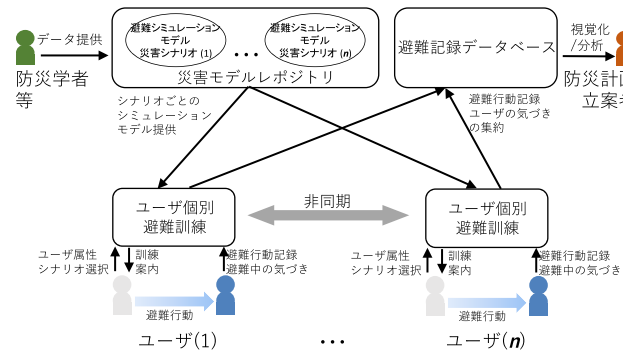 データ提供
防災学者
等
避難シミュレーション
モデル
災害シナリオ(1)
...
避難シミュレーション
モデル
災害シナリオ(n)
災害モデルレポジトリ
避難記録データベース
視覚化
/分析
防災計画
立案者
シナリオごとの
シミュレーション
モデル提供
避難行動記録
ユーザの気づき
の集約
ユーザ個別
避難訓練
非同期
ユーザ個別
避難訓練
ユーザ属性
シナリオ選択
訓練
案内
避難行動記録
避難中の気づき
ユーザ属性
シナリオ選択
訓練
案内
避難行動記録
避難中の気づき
避難行動
避難行動
ユーザ(1)
...
ユーザ(n)